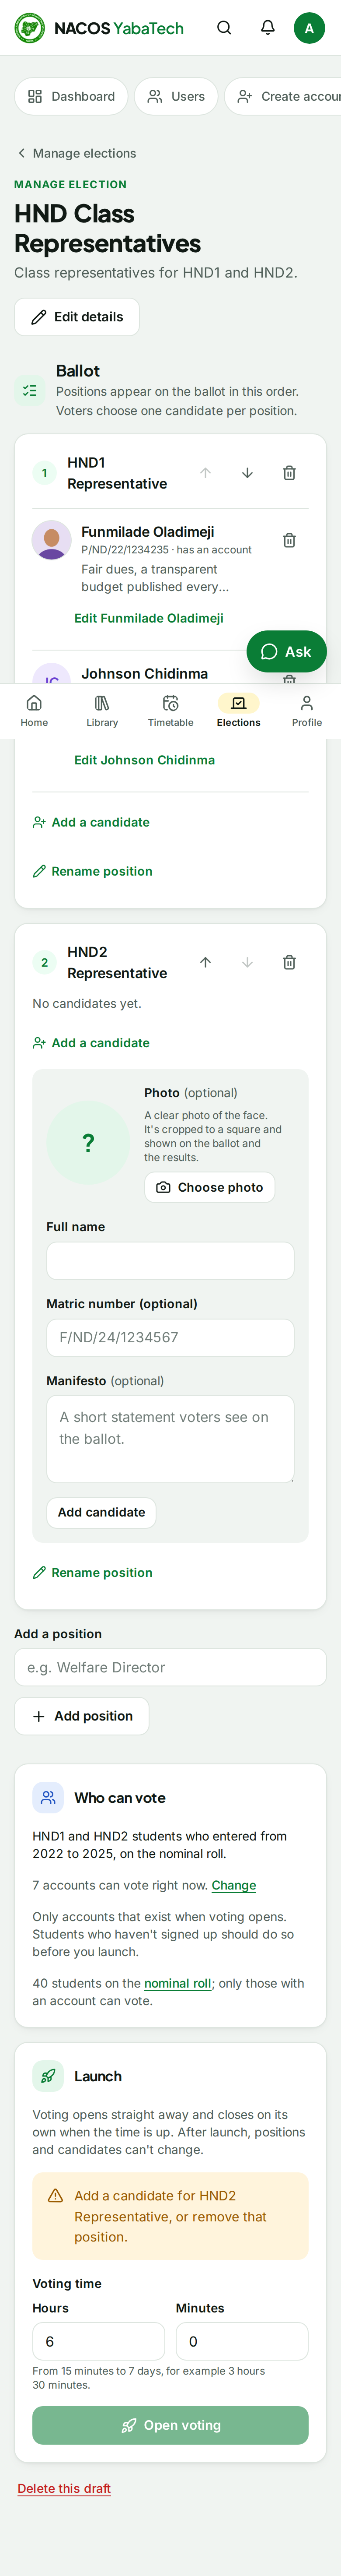 NACOS YabaTech
A
Dashboard
Users
Create accour
Manage elections
MANAGE ELECTION
HND Class
Representatives
Class representatives for HND1 and HND2.
Edit details
Ballot
Positions appear on the ballot in this order.
Voters choose one candidate per position.
1
HND1
Representative
Funmilade Oladimeji
P/ND/22/1234235 · has an account
Fair dues, a transparent
budget published every…
Edit Funmilade Oladimeji
Ask
Johnson Chidinma
Home
Library
Timetable
Elections
Profile
Edit Johnson Chidinma
Add a candidate
Rename position
2
HND2
Representative
No candidates yet.
Add a candidate
?
Photo (optional)
A clear photo of the face.
It's cropped to a square and
shown on the ballot and
the results.
Choose photo
Full name
Matric number (optional)
F/ND/24/1234567
Manifesto (optional)
A short statement voters see on
the ballot.
Add candidate
Rename position
Add a position
e.g. Welfare Director
Add position
Who can vote
HND1 and HND2 students who entered from
2022 to 2025, on the nominal roll.
7 accounts can vote right now. Change
Only accounts that exist when voting opens.
Students who haven't signed up should do so
before you launch.
40 students on the nominal roll; only those with
an account can vote.
Launch
Voting opens straight away and closes on its
own when the time is up. After launch, positions
and candidates can't change.
Add a candidate for HND2
Representative, or remove that
position.
Voting time
Hours
Minutes
6
0
From 15 minutes to 7 days, for example 3 hours
30 minutes.
Open voting
Delete this draft